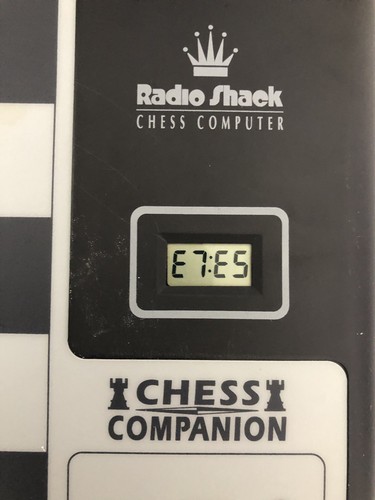 Radio Shack
CHESS COMPUTER
E7:E5
CHESS
COMPANION